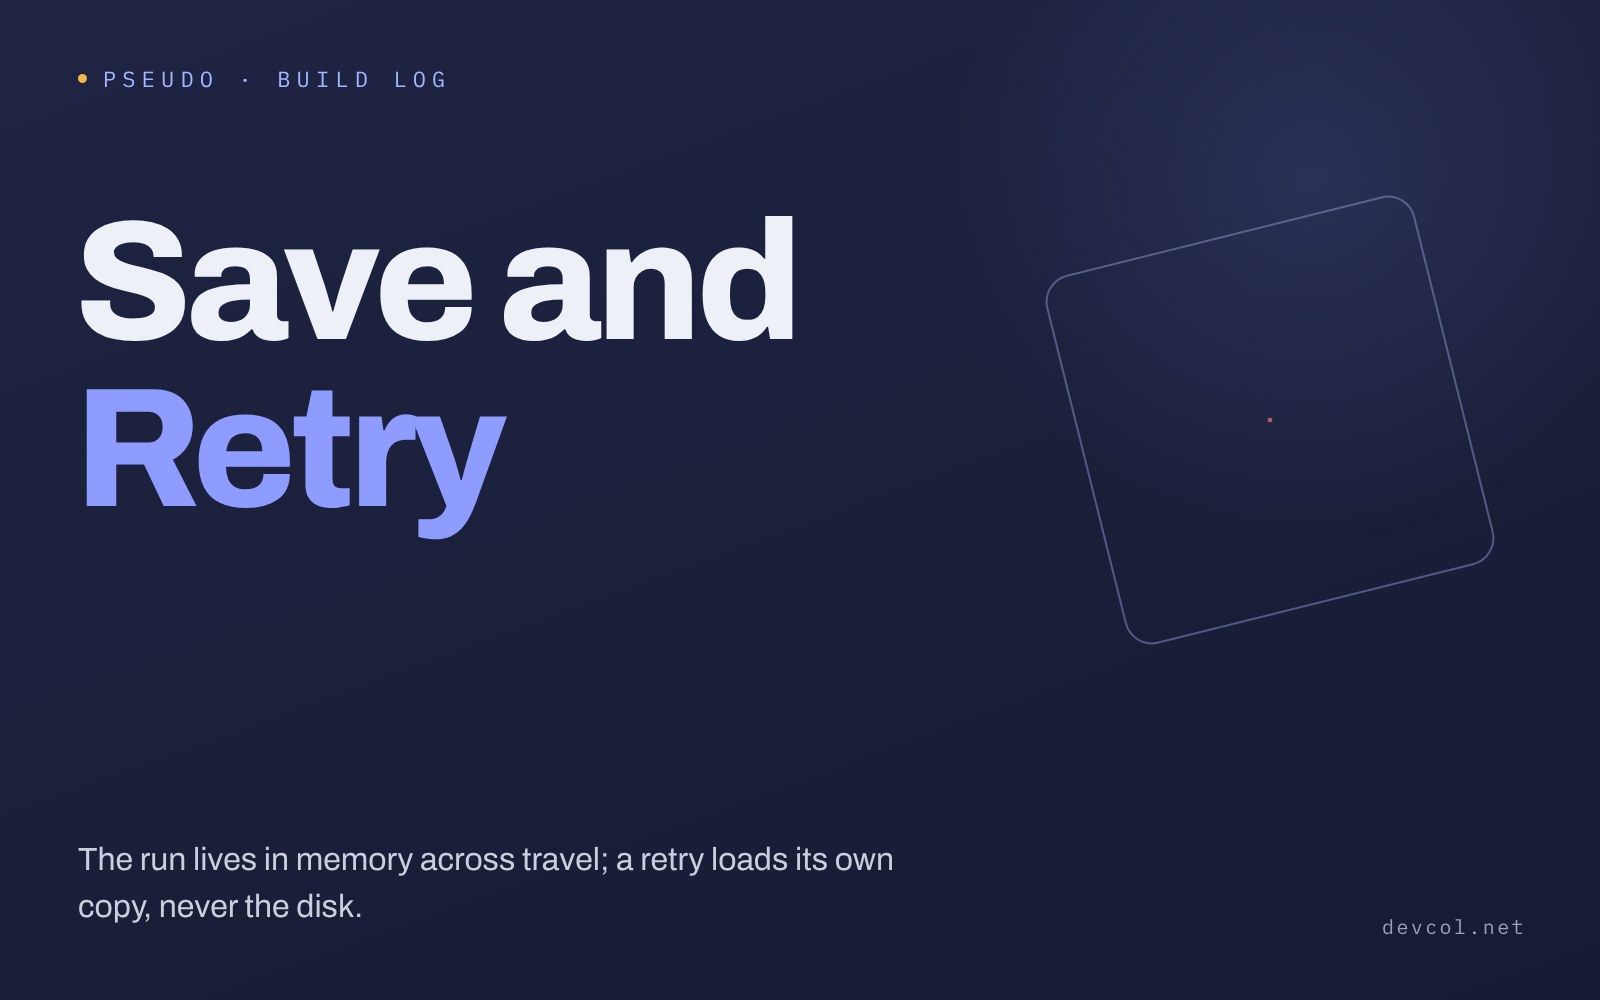 PSEUDO · BUILD LOG
Save and
Retry
The run lives in memory across travel; a retry loads its own
copy, never the disk.
devcol.net